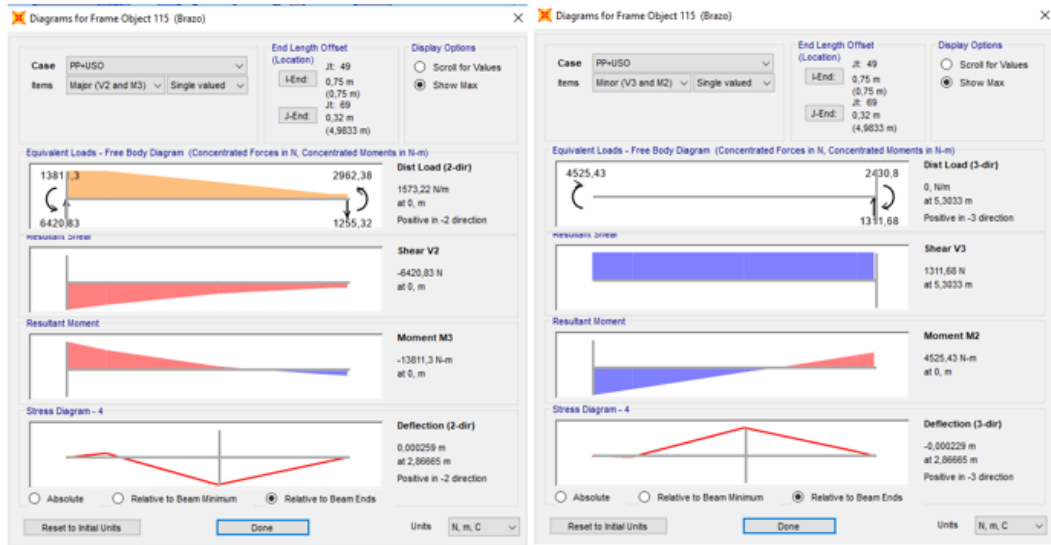 Diagrams for Frame Object 115 (Brazo)
Case PP+USO
Items Major (V2 and M3) Single valued
End Length Offset
(Location)
Jt: 49
I-End: 0,75 m
(0,75 m)
Jt: 69
J-End: 0,32 m
(4,9833 m)
Display Options
Scroll for Values
Show Max
Equivalent Loads - Free Body Diagram (Concentrated Forces in N, Concentrated Moments in N-m)
13811,3 2962,38
6420,83 1255,32
Dist Load (2-dir)
1573,22 N/m
at 0, m
Positive in -2 direction
Resultant Shear
Shear V2
-6420,83 N
at 0, m
Resultant Moment
Moment M3
-13811,3 N-m
at 0, m
Stress Diagram - 4
Deflection (2-dir)
0,000259 m
at 2,86665 m
Positive in -2 direction
Absolute Relative to Beam Minimum Relative to Beam Ends
Reset to Initial Units Done Units N, m, C
Diagrams for Frame Object 115 (Brazo)
Case PP+USO
Items Minor (V3 and M2) Single valued
End Length Offset
(Location)
Jt: 49
I-End: 0,75 m
(0,75 m)
Jt: 69
J-End: 0,32 m
(4,9833 m)
Display Options
Scroll for Values
Show Max
Equivalent Loads - Free Body Diagram (Concentrated Forces in N, Concentrated Moments in N-m)
4525,43 2430,8
1311,68
Dist Load (3-dir)
0, N/m
at 5,3033 m
Positive in -3 direction
Resultant Shear
Shear V3
1311,68 N
at 5,3033 m
Resultant Moment
Moment M2
4525,43 N-m
at 0, m
Stress Diagram - 4
Deflection (3-dir)
-0,000229 m
at 2,86665 m
Positive in -3 direction
Absolute Relative to Beam Minimum Relative to Beam Ends
Reset to Initial Units Done Units N, m, C